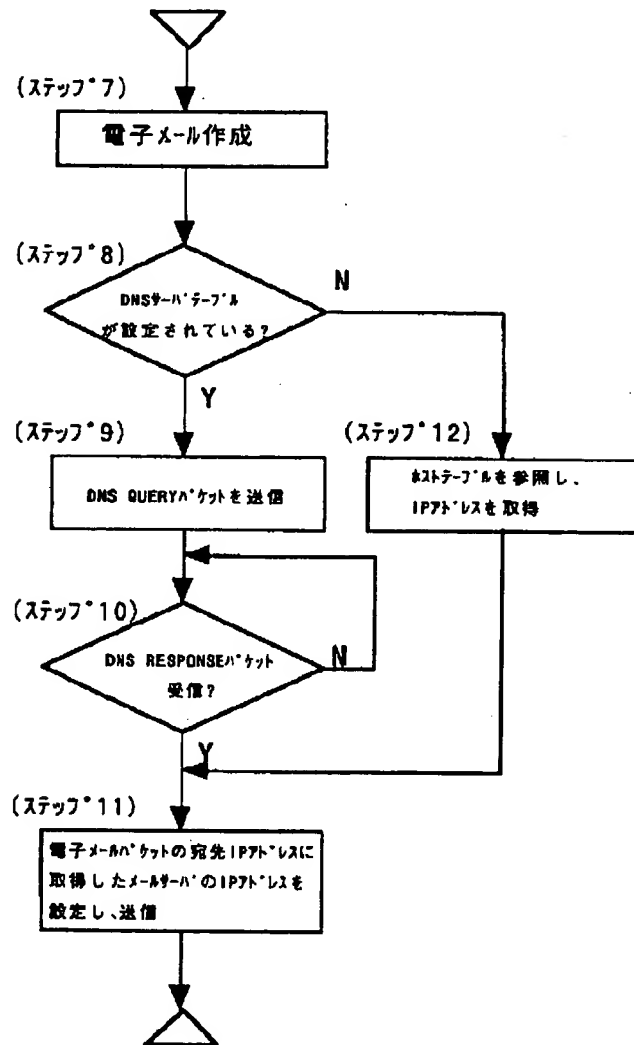 (ステップ7)
電子メール作成
(ステップ8)
DNSサーバテーブル
が設定されている?
N
Y
(ステップ9)
DNS QUERYパケットを送信
(ステップ12)
ホストテーブルを参照し、
IPアドレスを取得
(ステップ10)
DNS RESPONSEパケット
受信?
N
Y
(ステップ11)
電子メールパケットの宛先IPアドレスに
取得したメールサーバのIPアドレスを
設定し、送信